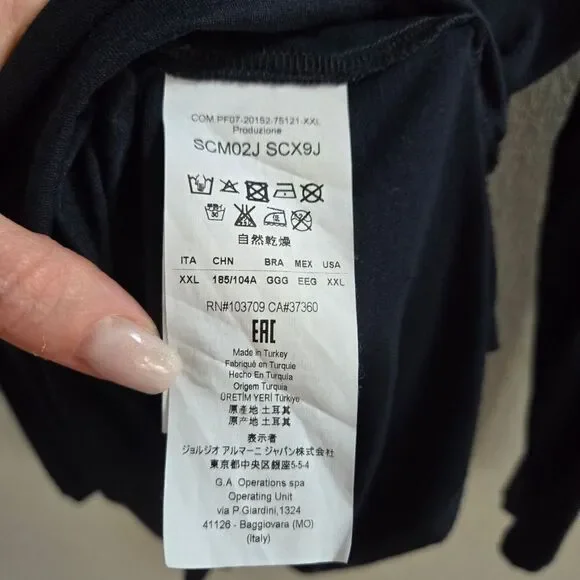 COM PF07-20152-75121-XXL
Produzione
SCM02J SCX9J
自然乾燥
ITA CHN BRA MEX USA
XXL 185/104A GGG EEG XXL
RN#103709 CA#37360
EAC
Made in Turkey
Fabriqué en Turquie
Hecho En Turquia
Origem Turquia
ÜRETİM YERİ Türkiye
原產地 土耳其
原产地 土耳其
表示者
ジョルジオ アルマーニ ジャパン株式会社
東京都中央区銀座5-5-4
G.A. Operations spa
Operating Unit
via P.Giardini,1324
41126 - Baggiovara (MO)
(Italy)